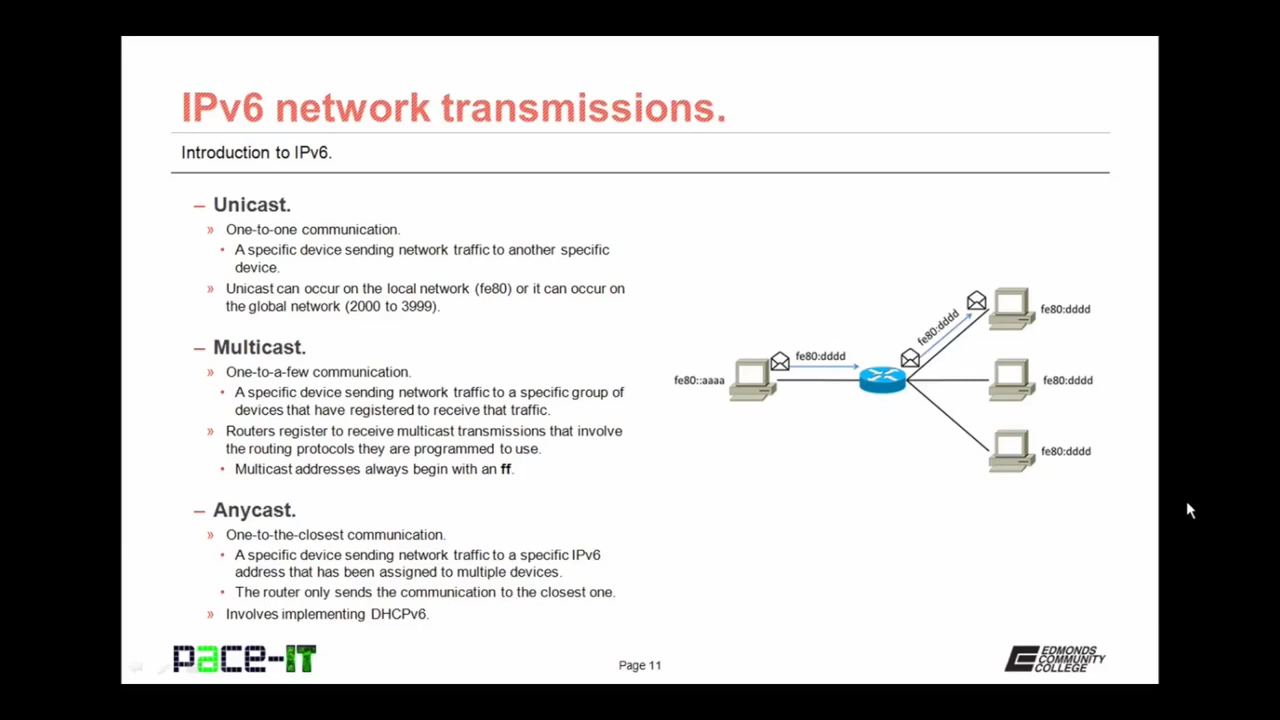 IPv6 network transmissions.
Introduction to IPv6.
– Unicast.
» One-to-one communication.
• A specific device sending network traffic to another specific
device.
» Unicast can occur on the local network (fe80) or it can occur on
the global network (2000 to 3999).
– Multicast.
» One-to-a-few communication.
• A specific device sending network traffic to a specific group of
devices that have registered to receive that traffic.
» Routers register to receive multicast transmissions that involve
the routing protocols they are programmed to use.
• Multicast addresses always begin with an ff.
– Anycast.
» One-to-the-closest communication.
• A specific device sending network traffic to a specific IPv6
address that has been assigned to multiple devices.
• The router only sends the communication to the closest one.
» Involves implementing DHCPv6.
fe80::aaaa
fe80:dddd
fe80:dddd
fe80:dddd
fe80:dddd
fe80:dddd
pace-IT
Page 11
EDMONDS
COMMUNITY
COLLEGE